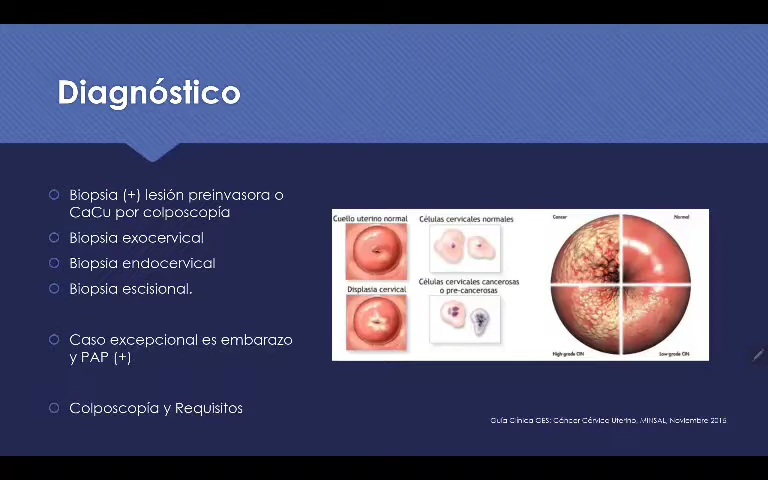 Diagnóstico
Biopsia (+) lesión preinvasora o
CaCu por colposcopía
Biopsia exocervical
Biopsia endocervical
Biopsia escisional.
Caso excepcional es embarazo
y PAP (+)
Colposcopía y Requisitos
Cuello uterino normal
Células cervicales normales
Displasia cervical
Células cervicales cancerosas
o pre-cancerosas
Cancer
Normal
High-grade CIN
Low-grade CIN
Guía Clínica GES: Cáncer Cérvico Uterino, MINSAL, Noviembre 2015